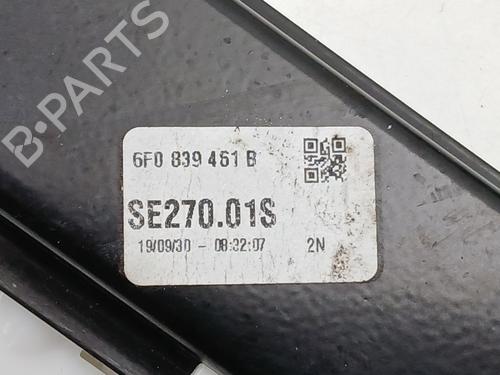 B-PARTS
6F0 839 461 B
SE270.01S
19/09/30 - 08:32:07 2N